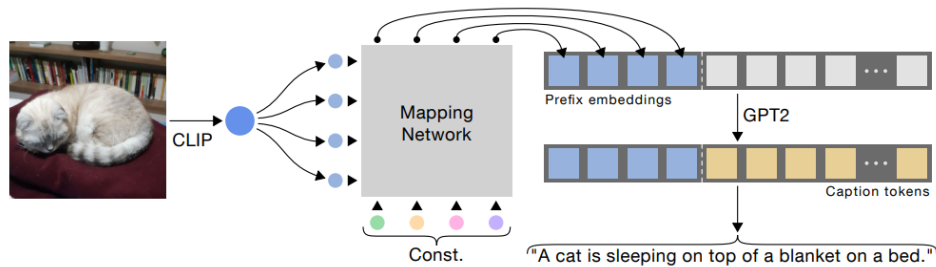 CLIP
Mapping
Network
Const.
Prefix embeddings
GPT2
Caption tokens
"A cat is sleeping on top of a blanket on a bed."